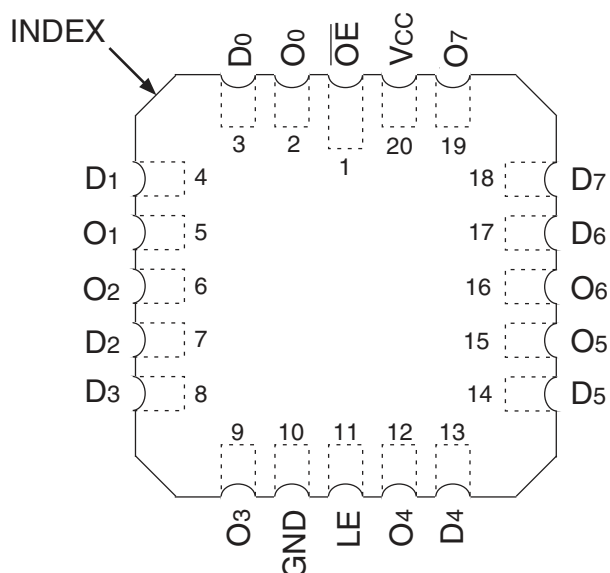 INDEX
D0 O0 O̅E̅ VCC O7
3 2 1 20 19
D1 4 18 D7
O1 5 17 D6
O2 6 16 O6
D2 7 15 O5
D3 8 14 D5
9 10 11 12 13
O3 GND LE O4 D4